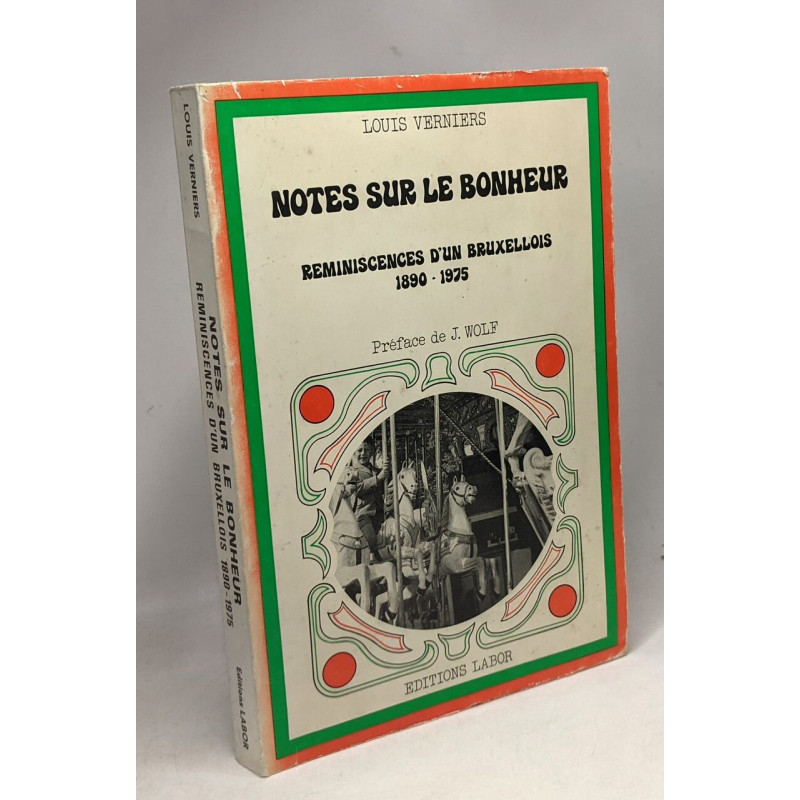 LOUIS VERNIERS
NOTES SUR LE BONHEUR
REMINISCENCES D'UN BRUXELLOIS
1890 - 1975
Préface de J. WOLF
EDITIONS LABOR
LOUIS VERNIERS
NOTES SUR LE BONHEUR
REMINISCENCES D'UN BRUXELLOIS 1890-1975
Editions LABOR